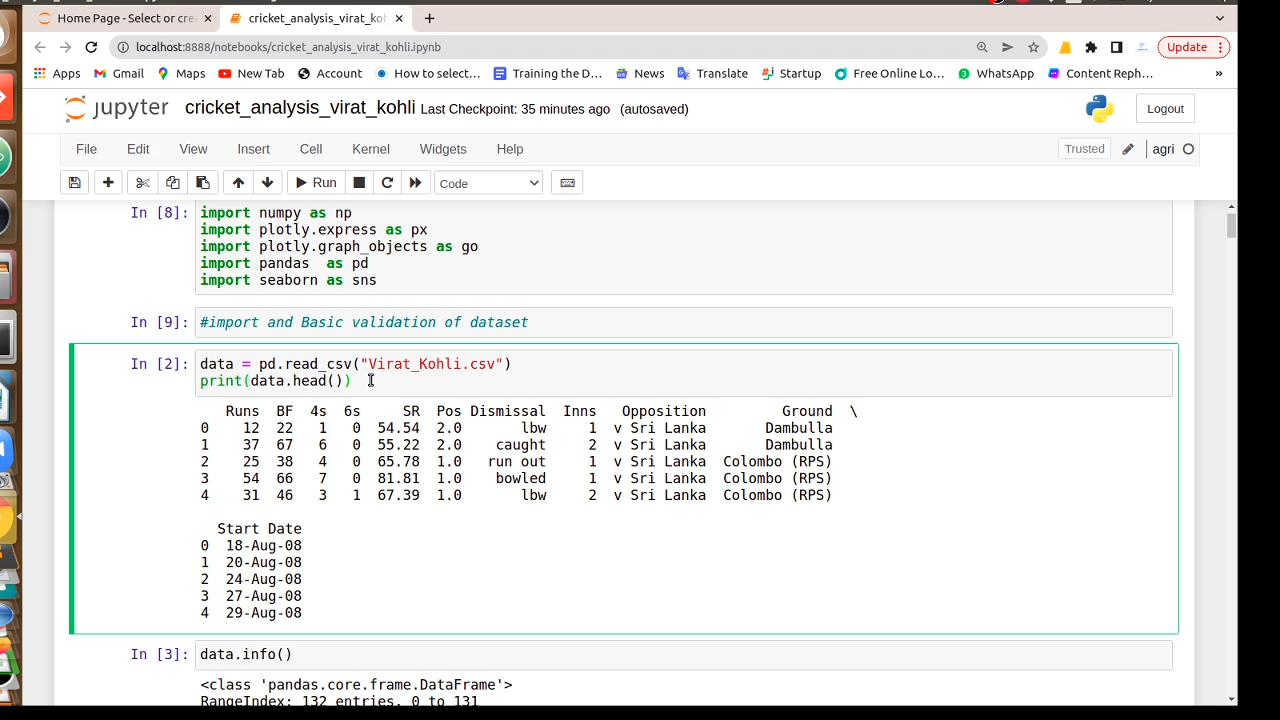 Home Page - Select or cre
cricket_analysis_virat_koh
localhost:8888/notebooks/cricket_analysis_virat_kohli.ipynb
Update
Apps Gmail Maps New Tab Account How to select... Training the D... News Translate Startup Free Online Lo... WhatsApp Content Reph... »
jupyter cricket_analysis_virat_kohli Last Checkpoint: 35 minutes ago (autosaved) Logout
File Edit View Insert Cell Kernel Widgets Help Trusted agri
Run Code
In [8]: import numpy as np
import plotly.express as px
import plotly.graph_objects as go
import pandas  as pd
import seaborn as sns
In [9]: #import and Basic validation of dataset
In [2]: data = pd.read_csv("Virat_Kohli.csv")
print(data.head())
Runs BF 4s 6s SR Pos Dismissal Inns Opposition Ground \
0 12 22 1 0 54.54 2.0 lbw 1 v Sri Lanka Dambulla
1 37 67 6 0 55.22 2.0 caught 2 v Sri Lanka Dambulla
2 25 38 4 0 65.78 1.0 run out 1 v Sri Lanka Colombo (RPS)
3 54 66 7 0 81.81 1.0 bowled 1 v Sri Lanka Colombo (RPS)
4 31 46 3 1 67.39 1.0 lbw 2 v Sri Lanka Colombo (RPS)
Start Date
0 18-Aug-08
1 20-Aug-08
2 24-Aug-08
3 27-Aug-08
4 29-Aug-08
In [3]: data.info()
<class 'pandas.core.frame.DataFrame'>
RangeIndex: 132 entries, 0 to 131